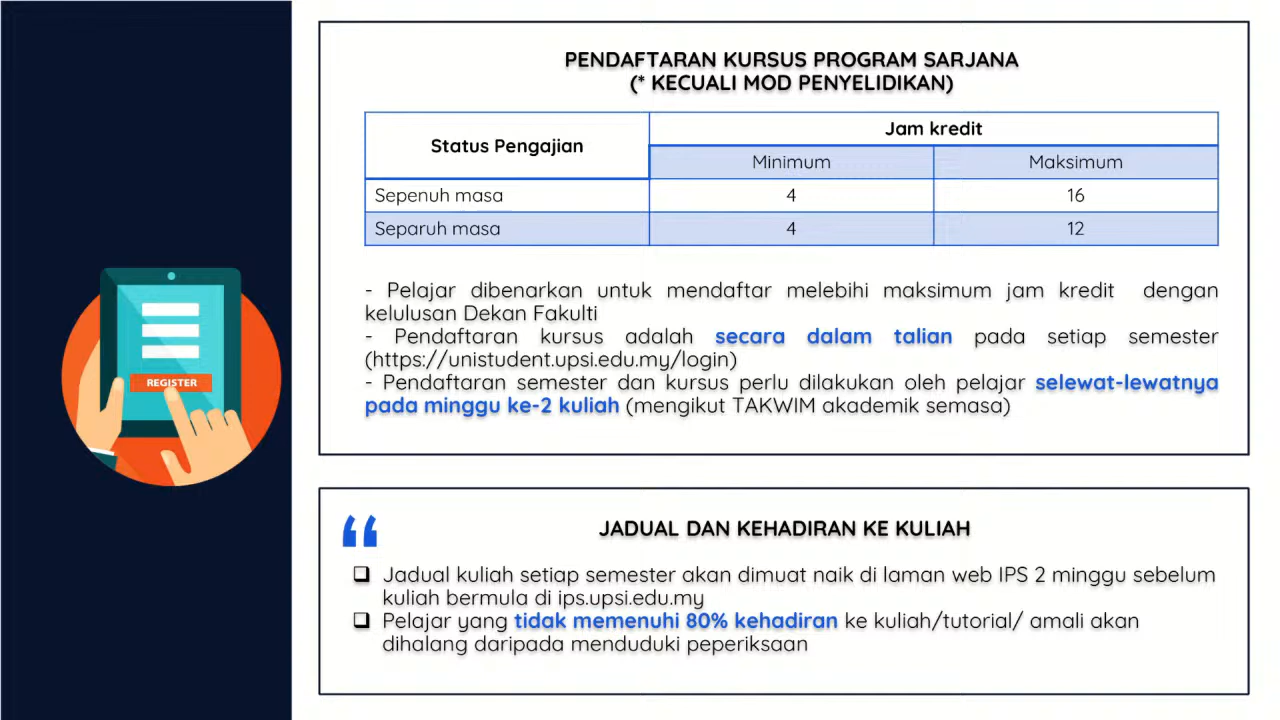 PENDAFTARAN KURSUS PROGRAM SARJANA
(* KECUALI MOD PENYELIDIKAN)
Status Pengajian
Jam kredit
Minimum
Maksimum
Sepenuh masa 4 16
Separuh masa 4 12
- Pelajar dibenarkan untuk mendaftar melebihi maksimum jam kredit dengan
kelulusan Dekan Fakulti
- Pendaftaran kursus adalah secara dalam talian pada setiap semester
(https://unistudent.upsi.edu.my/login)
- Pendaftaran semester dan kursus perlu dilakukan oleh pelajar selewat-lewatnya
pada minggu ke-2 kuliah (mengikut TAKWIM akademik semasa)
REGISTER
JADUAL DAN KEHADIRAN KE KULIAH
Jadual kuliah setiap semester akan dimuat naik di laman web IPS 2 minggu sebelum
kuliah bermula di ips.upsi.edu.my
Pelajar yang tidak memenuhi 80% kehadiran ke kuliah/tutorial/ amali akan
dihalang daripada menduduki peperiksaan